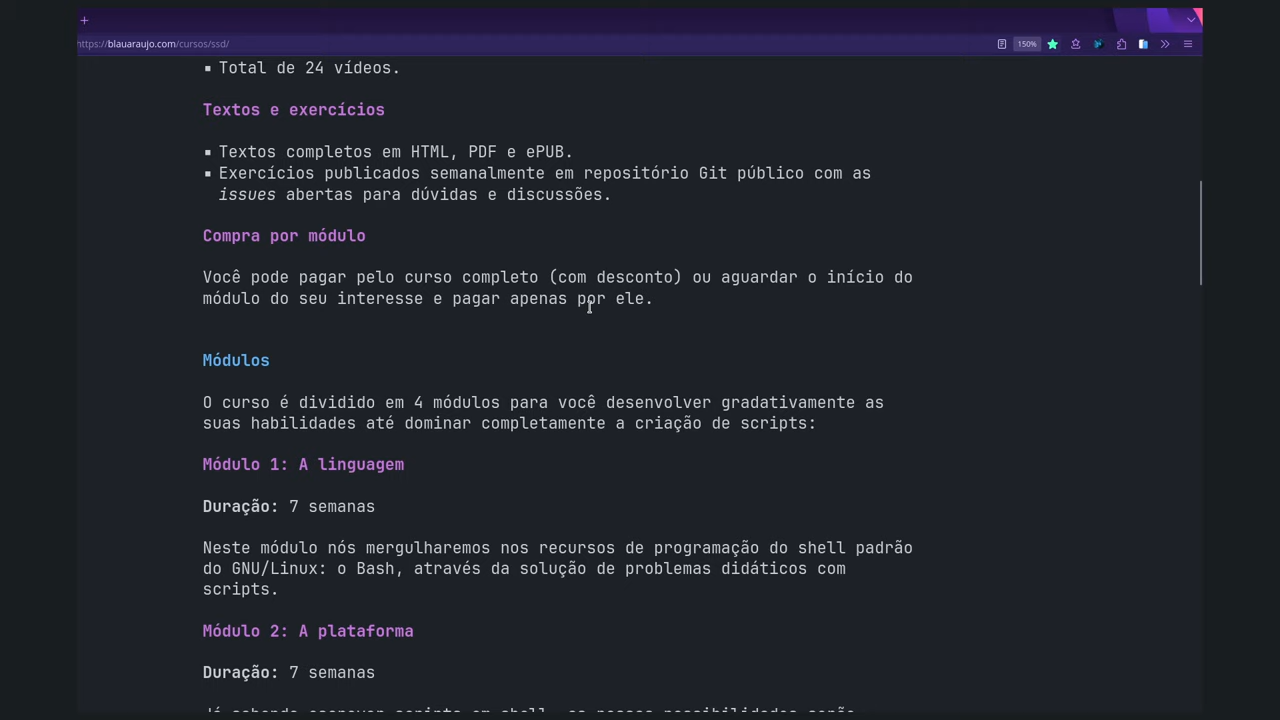 https://blauaraujo.com/cursos/ssd/
150%
▪ Total de 24 vídeos.
Textos e exercícios
▪ Textos completos em HTML, PDF e ePUB.
▪ Exercícios publicados semanalmente em repositório Git público com as
issues abertas para dúvidas e discussões.
Compra por módulo
Você pode pagar pelo curso completo (com desconto) ou aguardar o início do
módulo do seu interesse e pagar apenas por ele.
Módulos
O curso é dividido em 4 módulos para você desenvolver gradativamente as
suas habilidades até dominar completamente a criação de scripts:
Módulo 1: A linguagem
Duração: 7 semanas
Neste módulo nós mergulharemos nos recursos de programação do shell padrão
do GNU/Linux: o Bash, através da solução de problemas didáticos com
scripts.
Módulo 2: A plataforma
Duração: 7 semanas